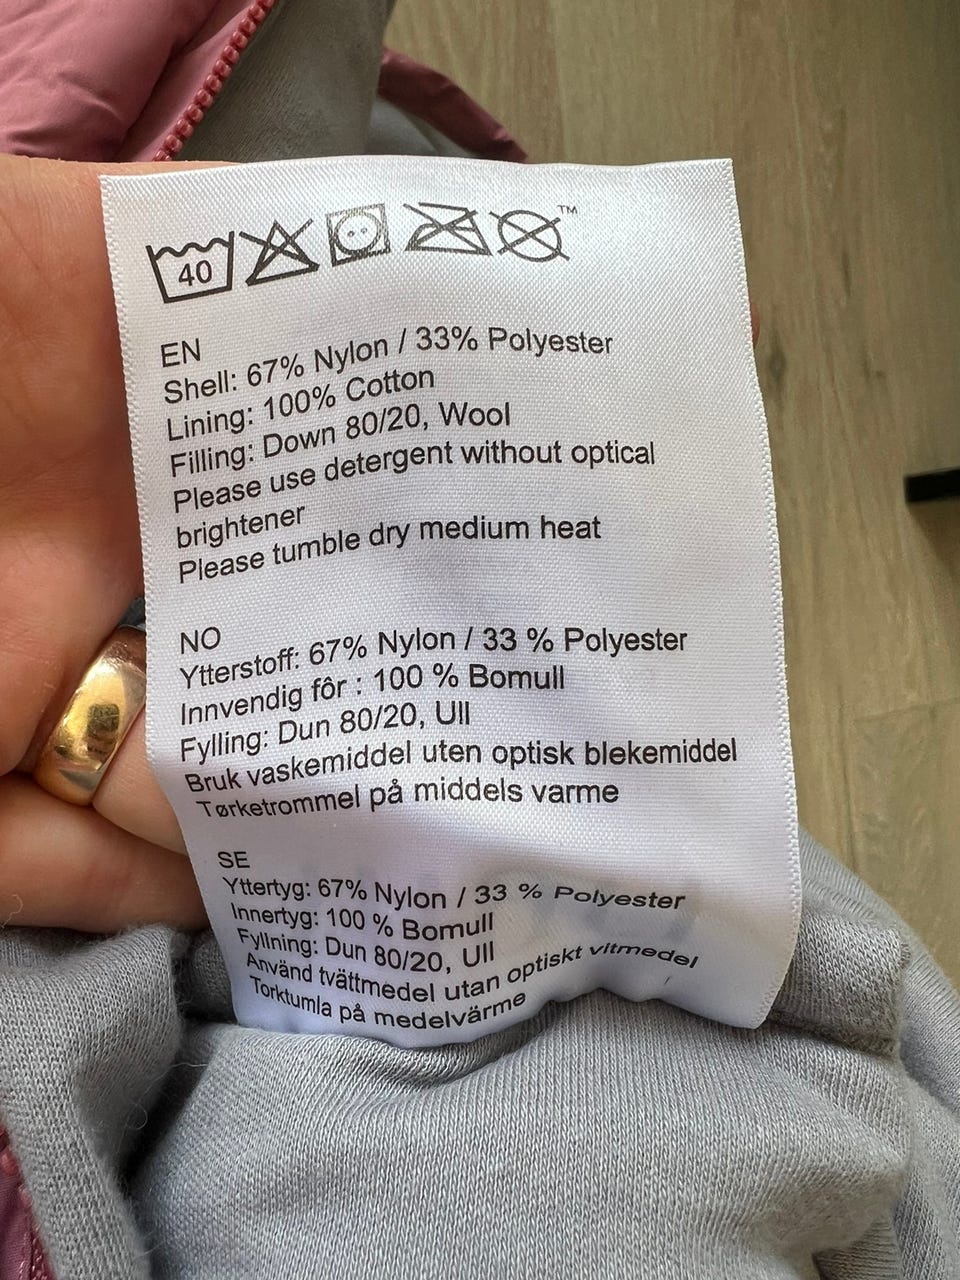 40
™
EN
Shell: 67% Nylon / 33% Polyester
Lining: 100% Cotton
Filling: Down 80/20, Wool
Please use detergent without optical
brightener
Please tumble dry medium heat
NO
Ytterstoff: 67% Nylon / 33 % Polyester
Innvendig fôr : 100 % Bomull
Fylling: Dun 80/20, Ull
Bruk vaskemiddel uten optisk blekemiddel
Tørketrommel på middels varme
SE
Yttertyg: 67% Nylon / 33 % Polyester
Innertyg: 100 % Bomull
Fyllning: Dun 80/20, Ull
Använd tvättmedel utan optiskt vitmedel
Torktumla på medelvärme